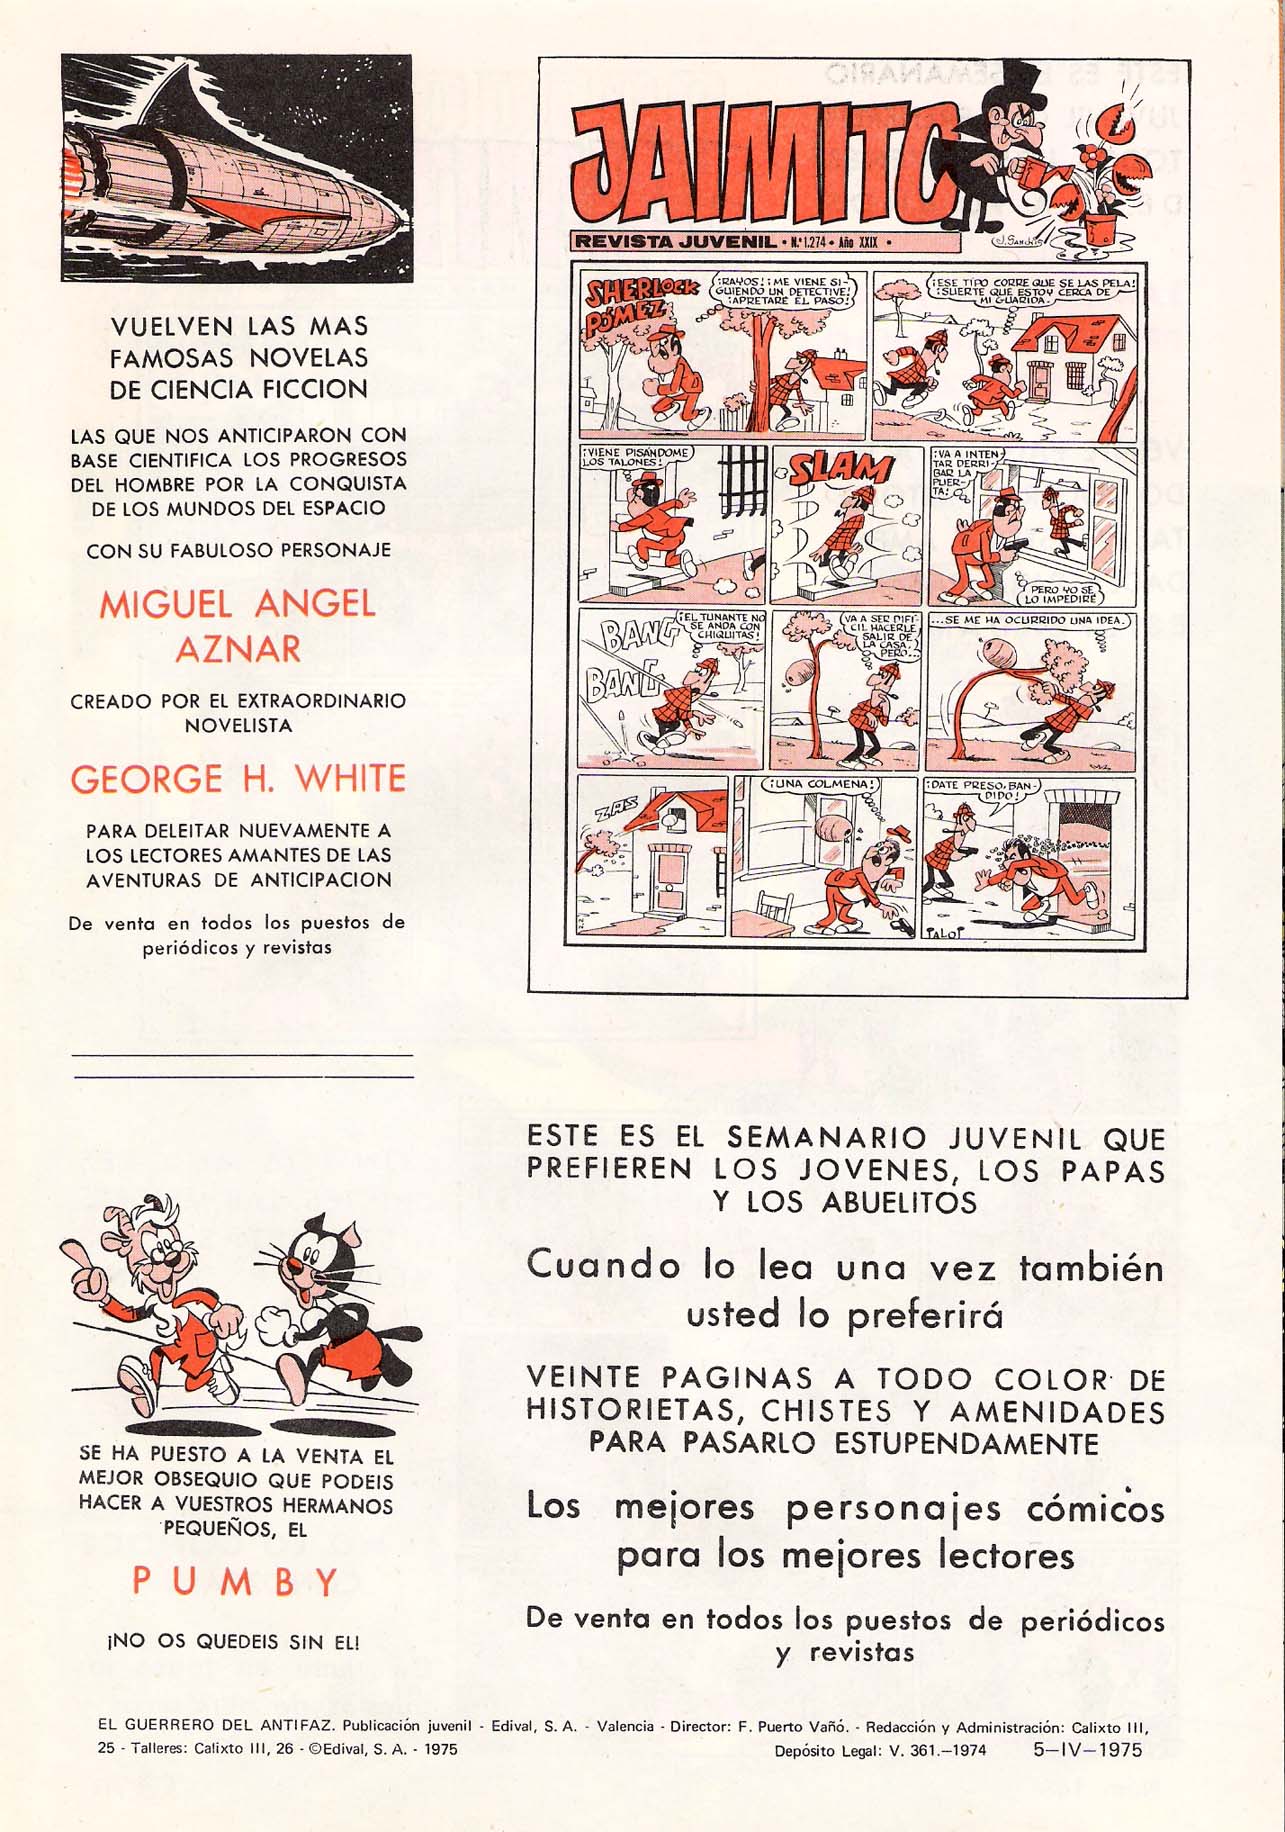 VUELVEN LAS MAS
FAMOSAS NOVELAS
DE CIENCIA FICCION
LAS QUE NOS ANTICIPARON CON
BASE CIENTIFICA LOS PROGRESOS
DEL HOMBRE POR LA CONQUISTA
DE LOS MUNDOS DEL ESPACIO
CON SU FABULOSO PERSONAJE
MIGUEL ANGEL
AZNAR
CREADO POR EL EXTRAORDINARIO
NOVELISTA
GEORGE H. WHITE
PARA DELEITAR NUEVAMENTE A
LOS LECTORES AMANTES DE LAS
AVENTURAS DE ANTICIPACION
De venta en todos los puestos de
periódicos y revistas
SE HA PUESTO A LA VENTA EL
MEJOR OBSEQUIO QUE PODEIS
HACER A VUESTROS HERMANOS
PEQUEÑOS, EL
PUMBY
¡NO OS QUEDEIS SIN EL!
JAIMITO
J. SANCHIS
REVISTA JUVENIL • N.º 1.274 • Año XXIX •
SHERLOCK
PÓMEZ
¡RAYOS! ¡ME VIENE SI-
GUIENDO UN DETECTIVE!
¡APRETARÉ EL PASO!
¡ESE TIPO CORRE QUE SE LAS PELA!
¡SUERTE QUE ESTOY CERCA DE
MI GUARIDA.
¡VIENE PISÁNDOME
LOS TALONES!
SLAM
¡VA A INTEN-
TAR DERRI-
BAR LA
PUER-
TA!
¡PERO YO SE
LO IMPEDIRÉ!
BANG
BANG
¡EL TUNANTE NO
SE ANDA CON
CHIQUITAS!
VA A SER DIFÍ-
CIL HACERLE
SALIR DE
LA CASA.
PERO...
...SE ME HA OCURRIDO UNA IDEA.
ZAS
¡UNA COLMENA!
¡DATE PRESO, BAN-
DIDO!
PALOP
ESTE ES EL SEMANARIO JUVENIL QUE
PREFIEREN LOS JOVENES, LOS PAPAS
Y LOS ABUELITOS
Cuando lo lea una vez también
usted lo preferirá
VEINTE PAGINAS A TODO COLOR DE
HISTORIETAS, CHISTES Y AMENIDADES
PARA PASARLO ESTUPENDAMENTE
Los mejores personajes cómicos
para los mejores lectores
De venta en todos los puestos de periódicos
y revistas
EL GUERRERO DEL ANTIFAZ. Publicación juvenil - Edival, S. A. - Valencia - Director: F. Puerto Vañó. - Redacción y Administración: Calixto III,
25 - Talleres: Calixto III, 26 - ©Edival, S. A. - 1975 Depósito Legal: V. 361.—1974 5—IV—1975